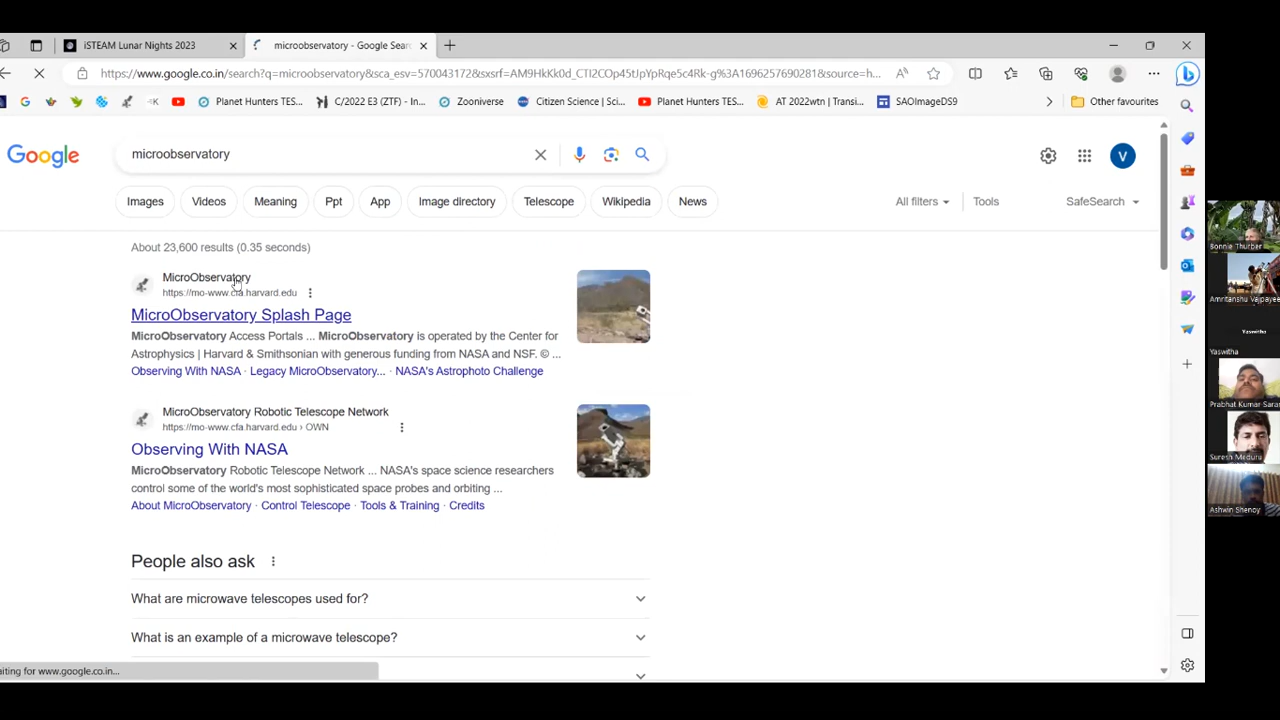 iSTEAM Lunar Nights 2023
microobservatory - Google Sear
https://www.google.co.in/search?q=microobservatory&sca_esv=570043172&sxsrf=AM9HkKk0d_CTI2COp45tJpYpRqe5c4Rk-g%3A1696257690281&source=h...
Planet Hunters TES...
C/2022 E3 (ZTF) - In...
Zooniverse
Citizen Science | Sci...
Planet Hunters TES...
AT 2022wtn | Transi...
SAOImageDS9
Other favourites
Google
microobservatory
V
Images
Videos
Meaning
Ppt
App
Image directory
Telescope
Wikipedia
News
All filters
Tools
SafeSearch
About 23,600 results (0.35 seconds)
MicroObservatory
https://mo-www.cfa.harvard.edu
MicroObservatory Splash Page
MicroObservatory Access Portals ... MicroObservatory is operated by the Center for
Astrophysics | Harvard & Smithsonian with generous funding from NASA and NSF. © ...
Observing With NASA · Legacy MicroObservatory... · NASA's Astrophoto Challenge
MicroObservatory Robotic Telescope Network
https://mo-www.cfa.harvard.edu › OWN
Observing With NASA
MicroObservatory Robotic Telescope Network ... NASA's space science researchers
control some of the world's most sophisticated space probes and orbiting ...
About MicroObservatory · Control Telescope · Tools & Training · Credits
People also ask
What are microwave telescopes used for?
What is an example of a microwave telescope?
aiting for www.google.co.in...
Bonnie Thurber
Amritanshu Vajpayee
Yaswitha
Yaswitha
Prabhat Kumar Saran
Suresh Meduru
Ashwin Shenoy